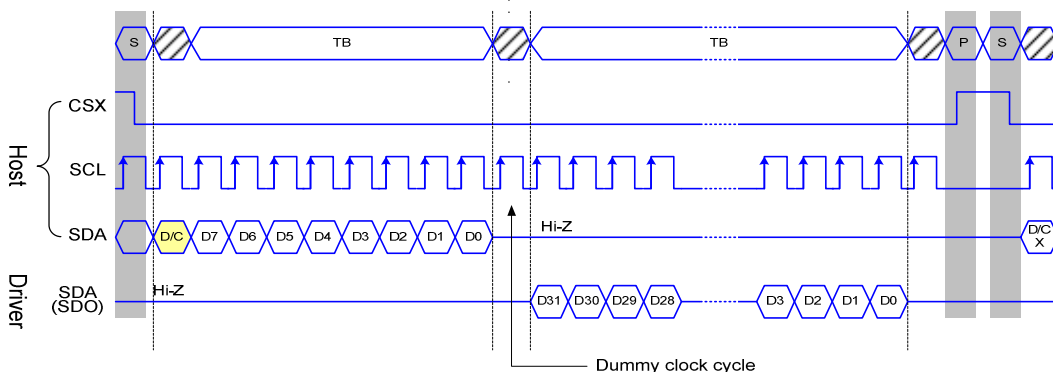 S TB TB P S
CSX
Host
SCL
SDA D/C D7 D6 D5 D4 D3 D2 D1 D0 Hi-Z D/C X
Driver
SDA (SDO) Hi-Z D31 D30 D29 D28 D3 D2 D1 D0
Dummy clock cycle